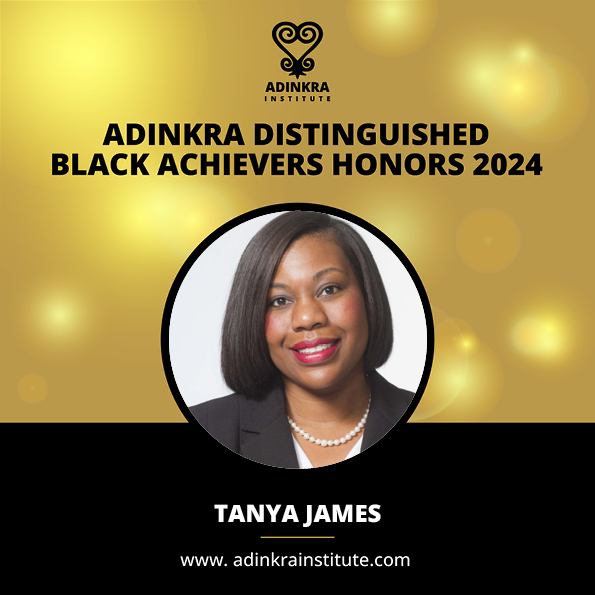 ADINKRA
INSTITUTE
ADINKRA DISTINGUISHED
BLACK ACHIEVERS HONORS 2024
TANYA JAMES
www. adinkrainstitute.com